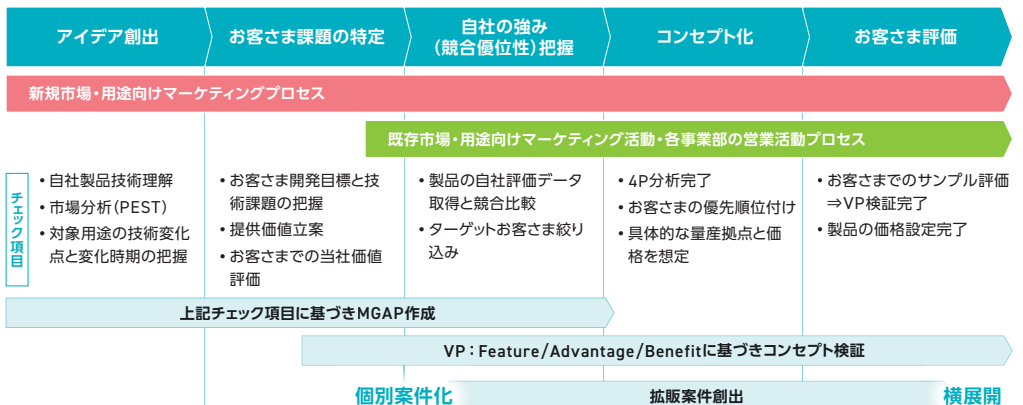 アイデア創出
お客さま課題の特定
自社の強み
(競合優位性)把握
コンセプト化
お客さま評価
新規市場・用途向けマーケティングプロセス
既存市場・用途向けマーケティング活動・各事業部の営業活動プロセス
チェック項目
• 自社製品技術理解
• 市場分析(PEST)
• 対象用途の技術変化
点と変化時期の把握
• お客さま開発目標と技
術課題の把握
• 提供価値立案
• お客さまでの当社価値
評価
• 製品の自社評価データ
取得と競合比較
• ターゲットお客さま絞り
込み
• 4P分析完了
• お客さまの優先順位付け
• 具体的な量産拠点と価
格を想定
• お客さまでのサンプル評価
⇒VP検証完了
• 製品の価格設定完了
上記チェック項目に基づきMGAP作成
VP：Feature/Advantage/Benefitに基づきコンセプト検証
個別案件化
拡販案件創出
横展開